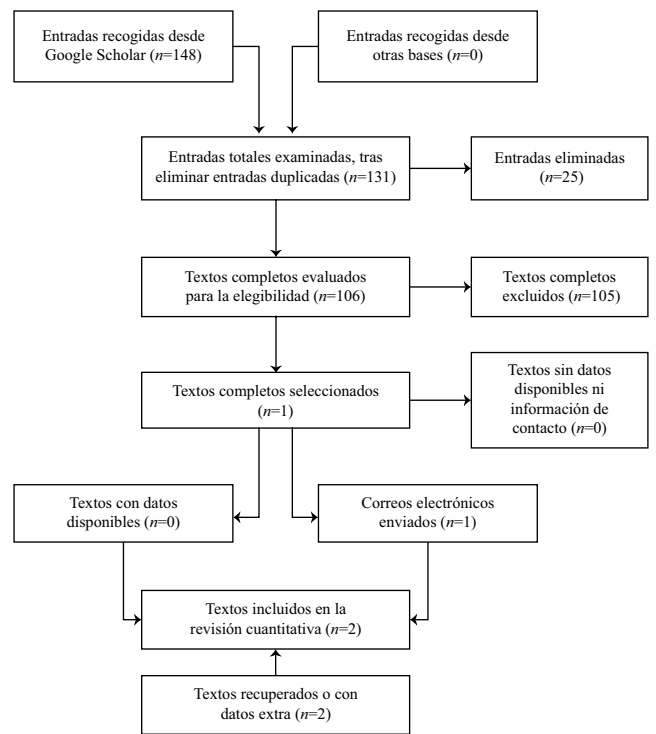 Entradas recogidas desde
Google Scholar (n=148)
Entradas recogidas desde
otras bases (n=0)
Entradas totales examinadas, tras
eliminar entradas duplicadas (n=131)
Entradas eliminadas
(n=25)
Textos completos evaluados
para la elegibilidad (n=106)
Textos completos
excluidos (n=105)
Textos completos seleccionados
(n=1)
Textos sin datos
disponibles ni
información de
contacto (n=0)
Textos con datos
disponibles (n=0)
Correos electrónicos
enviados (n=1)
Textos incluidos en la
revisión cuantitativa (n=2)
Textos recuperados o con
datos extra (n=2)